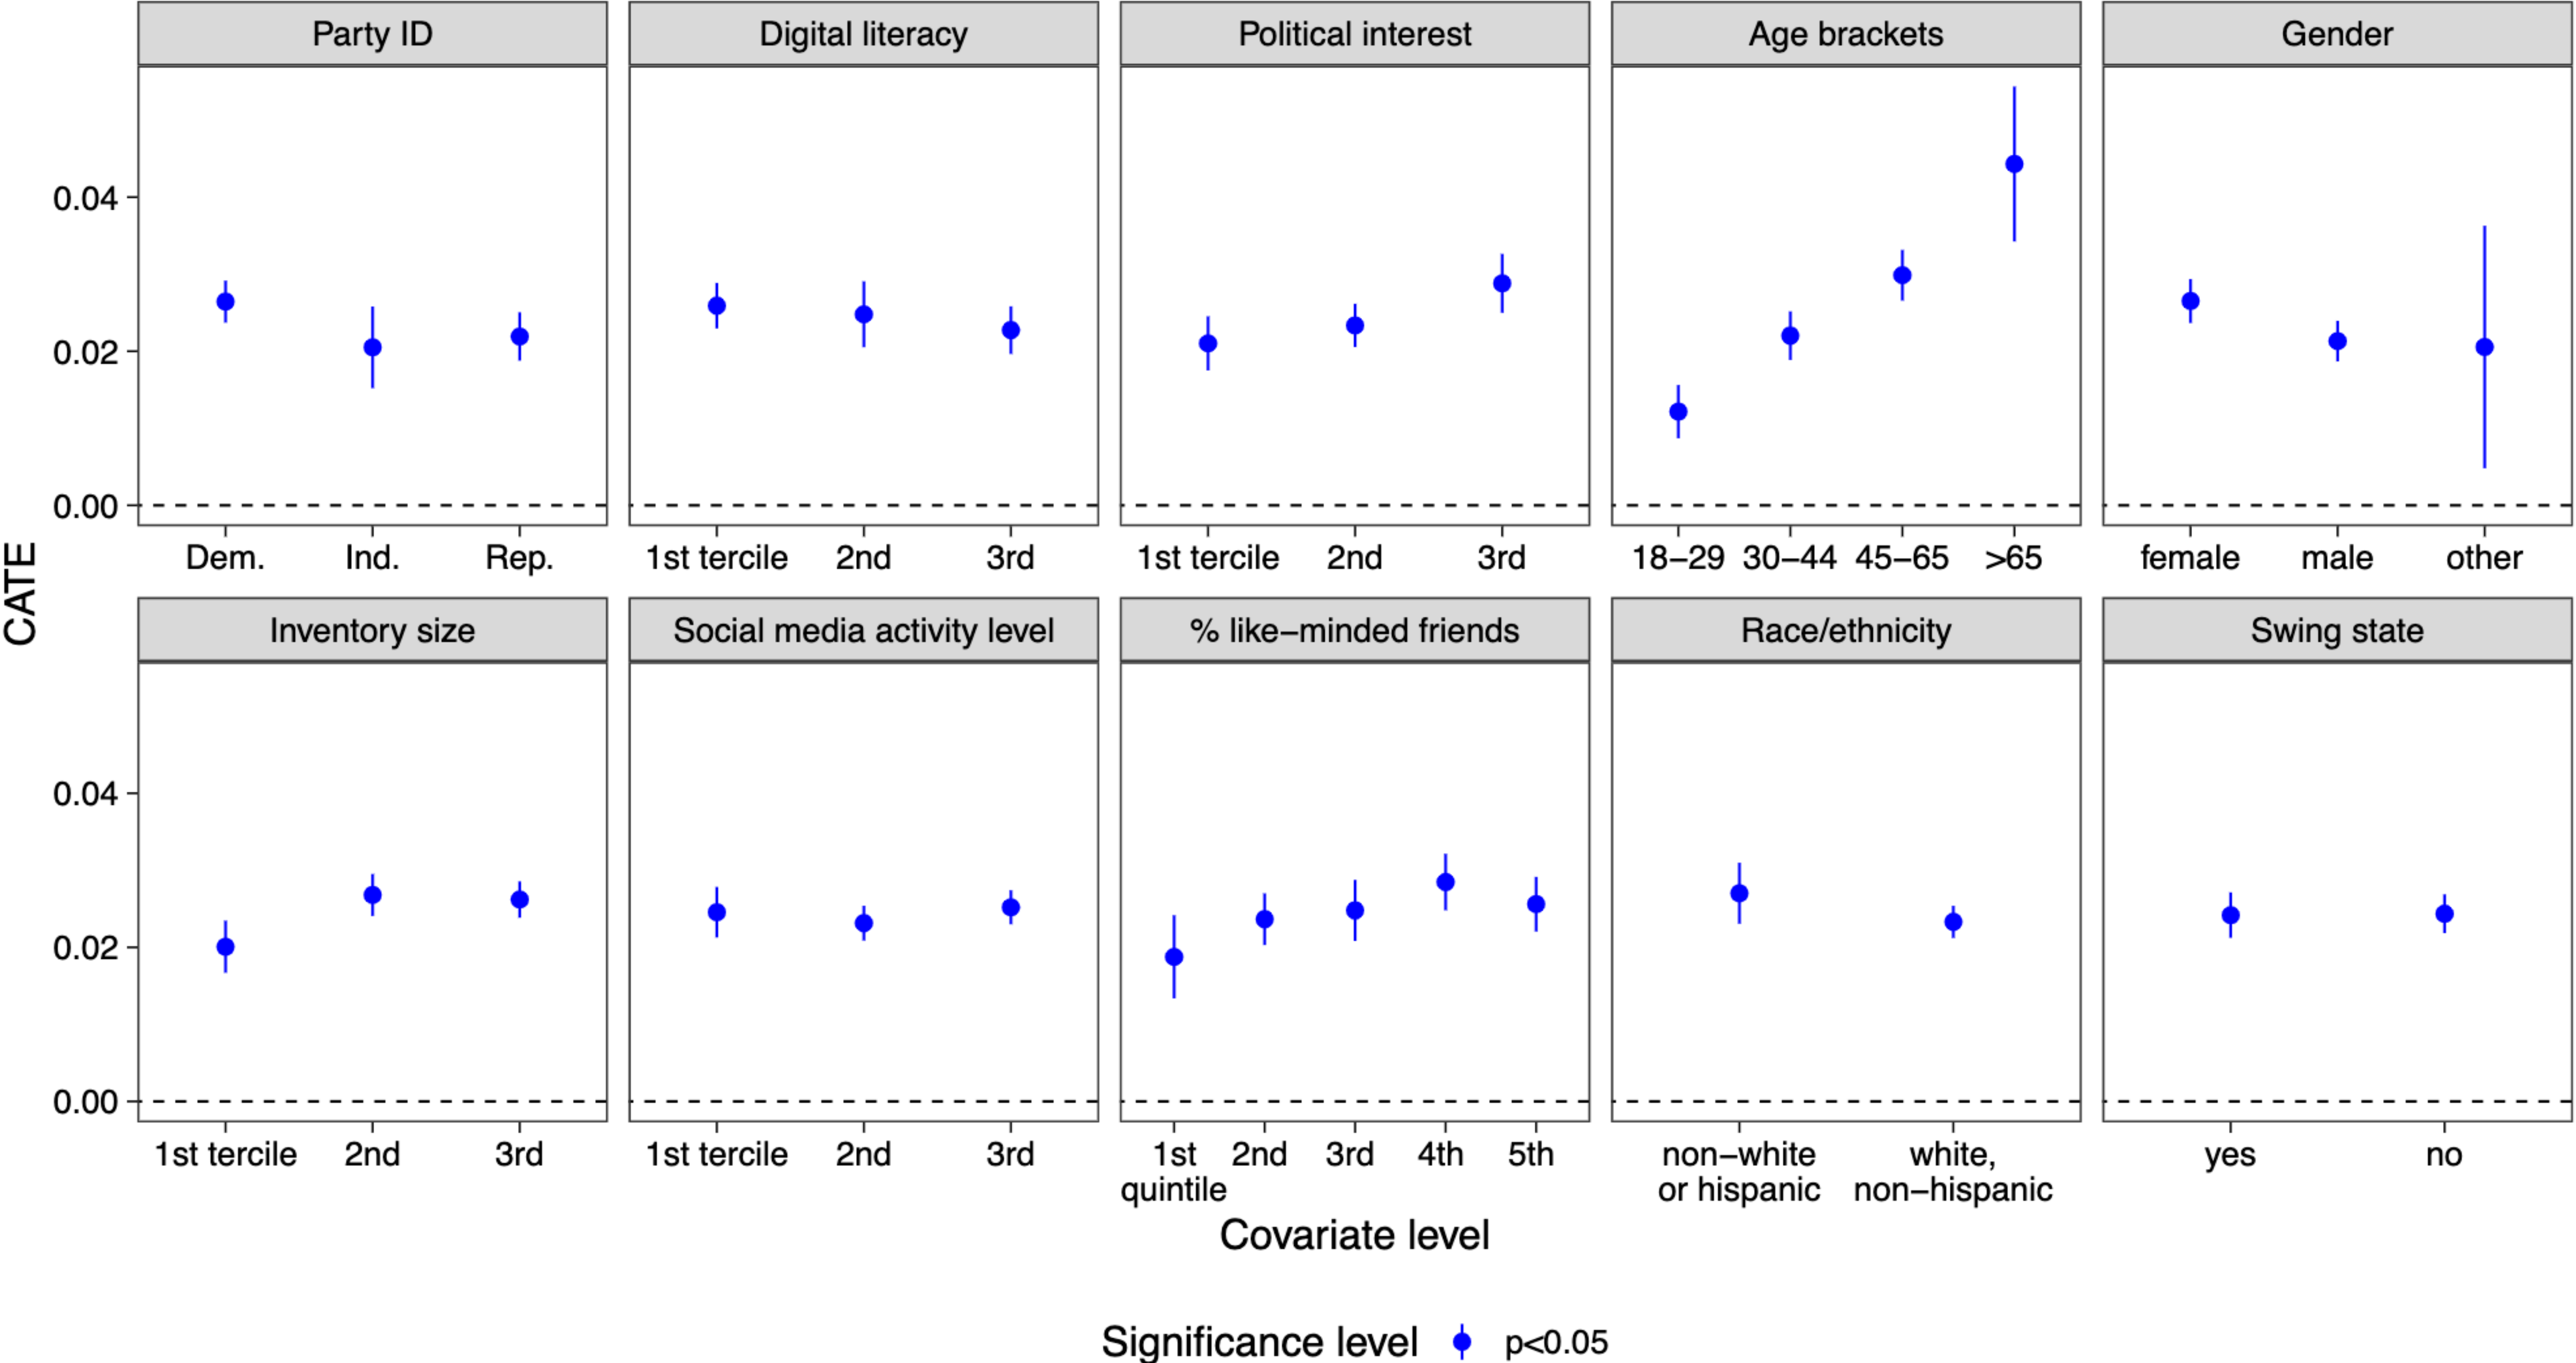 Party ID
Digital literacy
Political interest
Age brackets
Gender
0.04
0.02
0.00
Dem. Ind. Rep.
1st tercile 2nd 3rd
1st tercile 2nd 3rd
18–29 30–44 45–65 >65
female male other
CATE
Inventory size
Social media activity level
% like–minded friends
Race/ethnicity
Swing state
0.04
0.02
0.00
1st tercile 2nd 3rd
1st tercile 2nd 3rd
1st 2nd 3rd 4th 5th
quintile
non–white white,
or hispanic non–hispanic
yes no
Covariate level
Significance level p<0.05